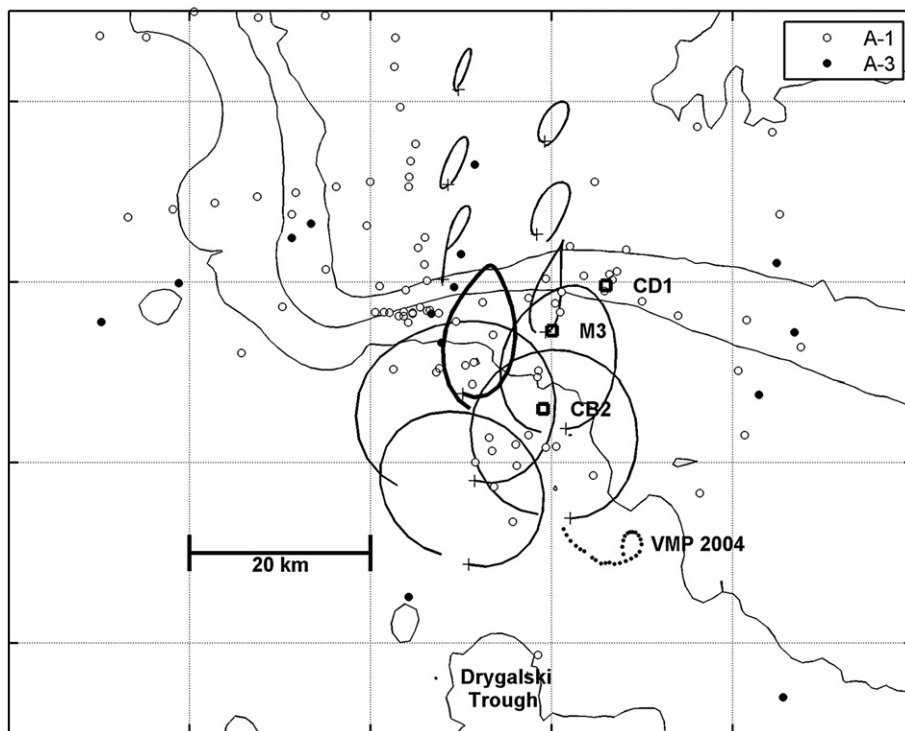 A-1
A-3
CD1
M3
CB2
VMP 2004
20 km
Drygalski
Trough